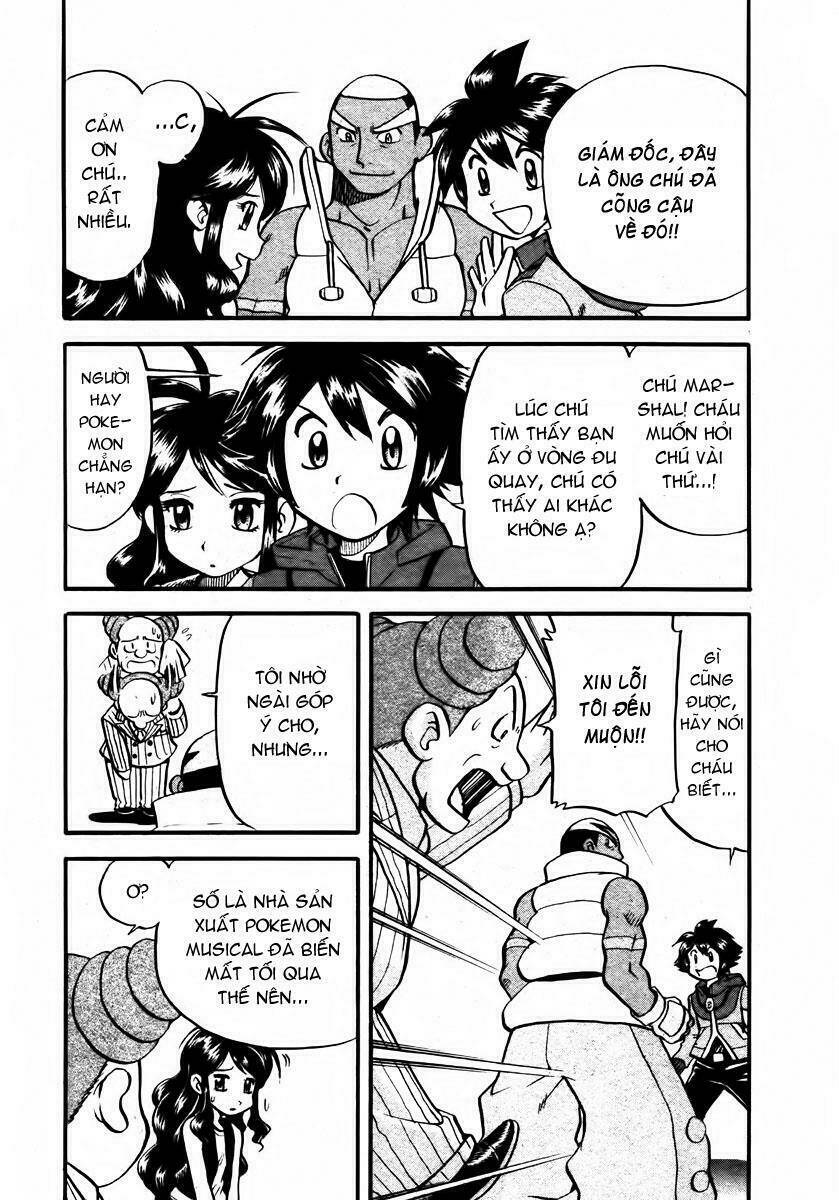 GIÁM ĐỐC, ĐÂY
LÀ ÔNG CHÚ ĐÃ
CÕNG CẬU
VỀ ĐÓ!!
...C,
CẢM
ƠN
CHÚ..
RẤT
NHIỀU.
CHÚ MAR-
SHAL! CHÁU
MUỐN HỎI
CHÚ VÀI
THỨ...!
LÚC CHÚ
TÌM THẤY BẠN
ẤY Ở VÒNG ĐU
QUAY, CHÚ CÓ
THẤY AI KHÁC
KHÔNG Ạ?
NGƯỜI
HAY
POKE-
MON
CHẲNG
HẠN?
GÌ
CŨNG
ĐƯỢC,
HÃY NÓI
CHO
CHÁU
BIẾT...
XIN LỖI
TÔI ĐẾN
MUỘN!!
TÔI NHỜ
NGÀI GÓP
Ý CHO,
NHƯNG...
SỐ LÀ NHÀ SẢN
XUẤT POKEMON
MUSICAL ĐÃ BIẾN
MẤT TỐI QUA
THẾ NÊN...
Ơ?